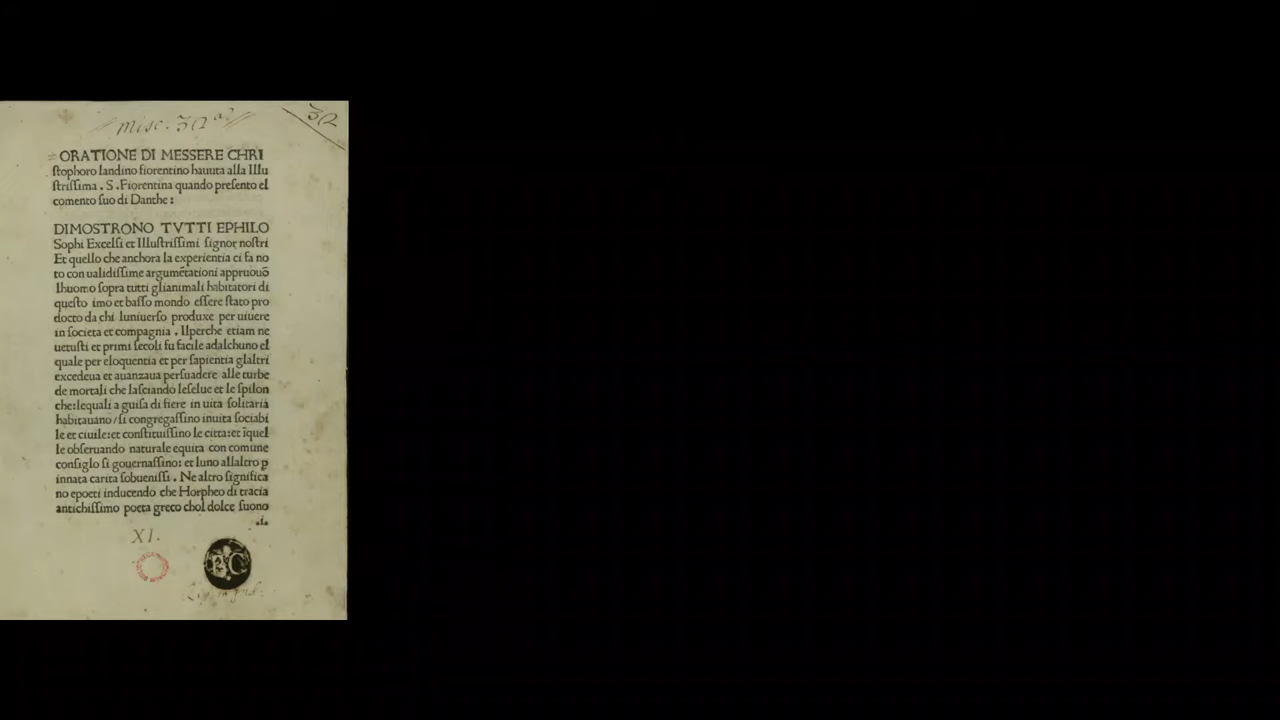 misc. 32
32
ORATIONE DI MESSERE CHRI
ſtophoro landino fiorentino hauuta alla Illu
ſtriſſima . S . Fiorentina quando preſento el
comento ſuo di Danthe :
DIMOSTRONO TVTTI EPHILO
Sophi Excelſi et Illuſtriſſimi ſignor noſtri
Et quello che anchora la experientia ci fa no
to con ualidiſſime argumētationi appruouō
lhuomo ſopra tutti glianimali habitatori di
queſto imo et baſſo mondo eſſere ſtato pro
docto da chi luniuerſo produxe per uiuere
in ſocieta et compagnia . Ilperche etiam ne
uetuſti et primi ſecoli fu facile adalchuno el
quale per eloquentia et per ſapientia glaltri
excedeua et auanzaua perſuadere alle turbe
de mortali che laſciando leſelue et le ſpilon
che:lequali a guiſa di fiere in uita ſolitaria
habitauano/ſi congregaſſino inuita ſociabi
le et ciuile:et conſtituiſſino le citta:et īquel
le obſeruando naturale equita con comune
conſiglo ſi gouernaſſino: et luno allaltro p
innata carita ſobueniſſi . Ne altro ſignifica
no epoeti inducendo che Horpheo di tracia
antichiſſimo poeta greco chol dolce ſuono
.i.
XI.